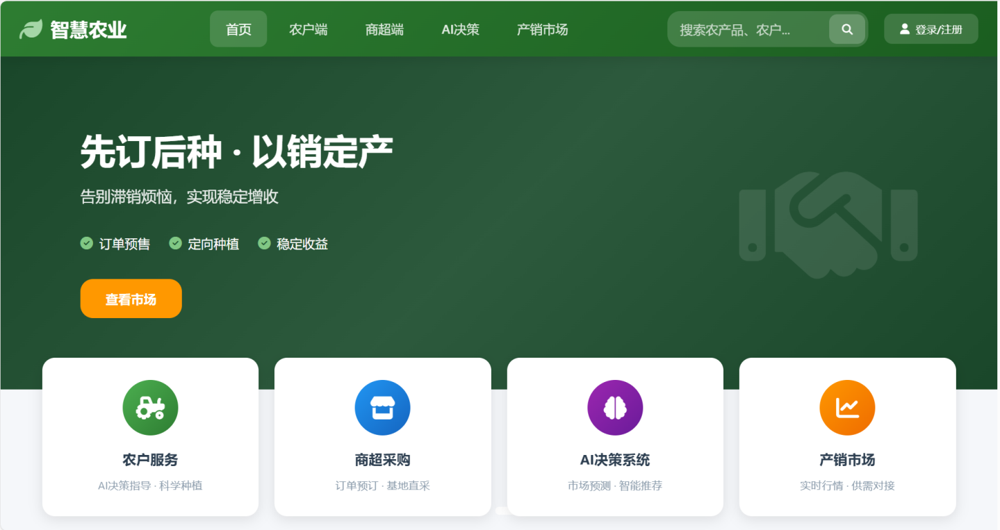 智慧农业
首页 农户端 商超端 AI决策 产销市场
搜索农产品、农户...
登录/注册
先订后种 · 以销定产
告别滞销烦恼，实现稳定增收
订单预售 定向种植 稳定收益
查看市场
农户服务
AI决策指导 · 科学种植
商超采购
订单预订 · 基地直采
AI决策系统
市场预测 · 智能推荐
产销市场
实时行情 · 供需对接